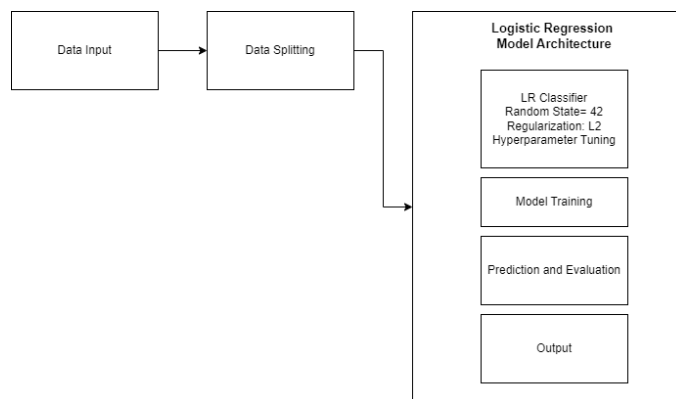 Data Input
Data Splitting
Logistic Regression
Model Architecture
LR Classifier
Random State= 42
Regularization: L2
Hyperparameter Tuning
Model Training
Prediction and Evaluation
Output